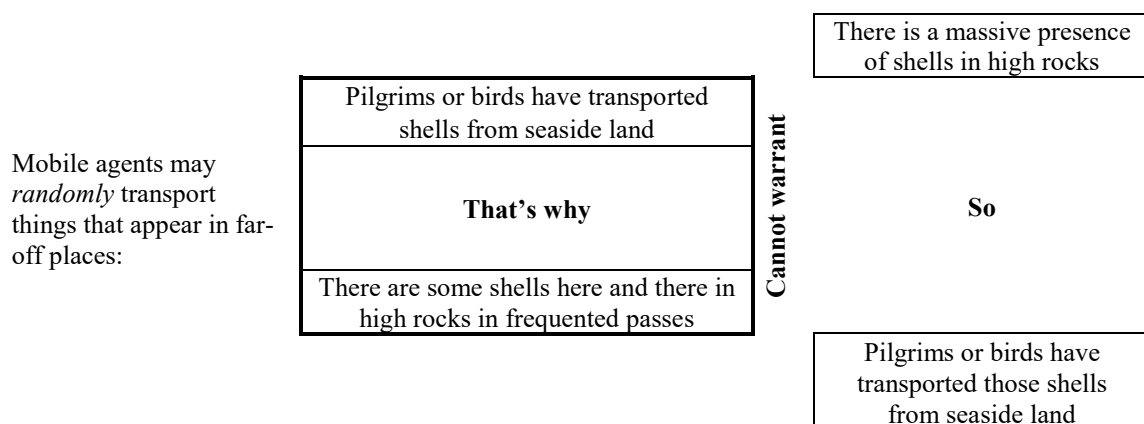 Mobile agents may
randomly transport
things that appear in far-
off places:
Pilgrims or birds have transported
shells from seaside land
That's why
There are some shells here and there in
high rocks in frequented passes
Cannot warrant
There is a massive presence
of shells in high rocks
So
Pilgrims or birds have
transported those shells
from seaside land